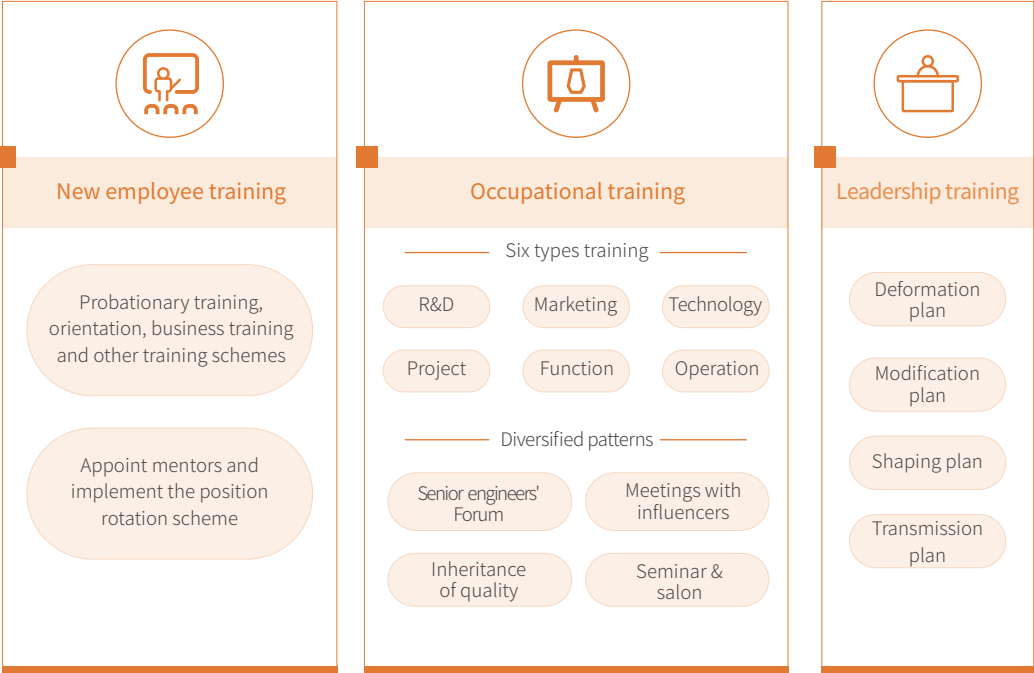 New employee training
Probationary training,
orientation, business training
and other training schemes
Appoint mentors and
implement the position
rotation scheme
Occupational training
Six types training
R&D
Marketing
Technology
Project
Function
Operation
Diversified patterns
Senior engineers'
Forum
Meetings with
influencers
Inheritance
of quality
Seminar &
salon
Leadership training
Deformation
plan
Modification
plan
Shaping plan
Transmission
plan